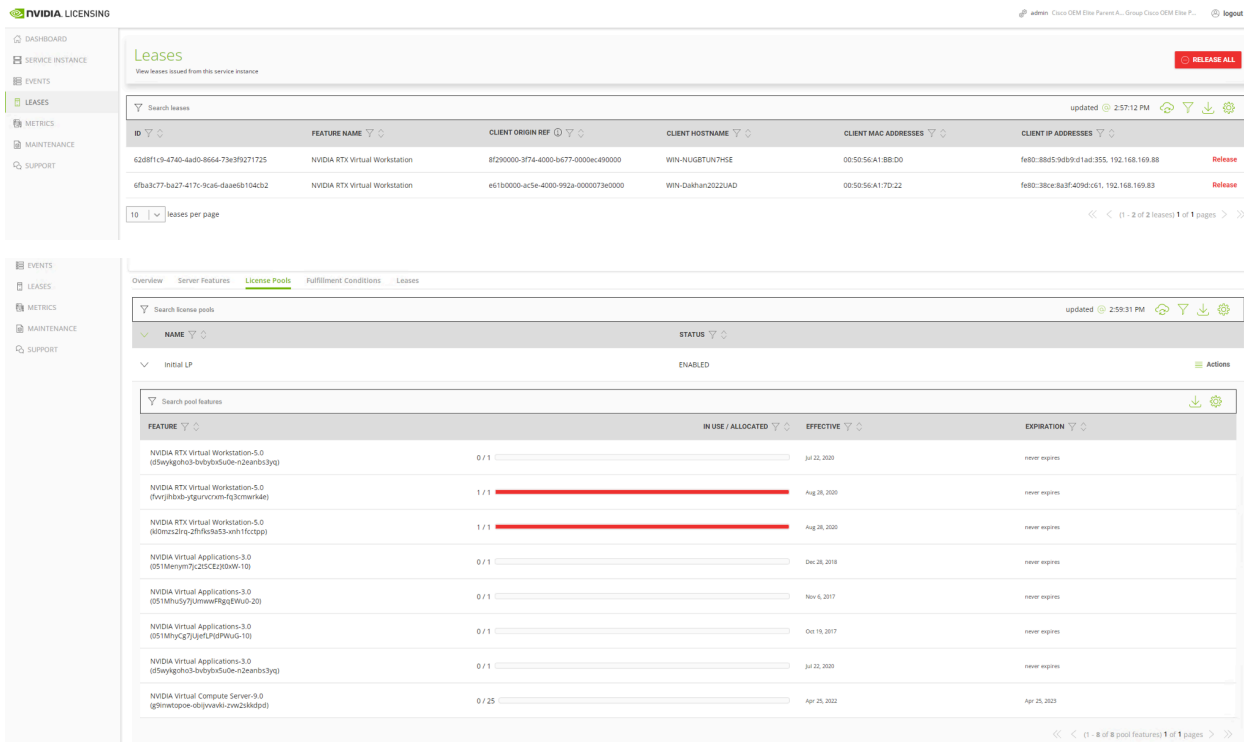 NVIDIA. LICENSING
admin Cisco OEM Elite Parent A... Group Cisco OEM Elite P... logout
DASHBOARD
SERVICE INSTANCE
EVENTS
LEASES
METRICS
MAINTENANCE
SUPPORT
Leases
View leases issued from this service instance
RELEASE ALL
Search leases updated @ 2:57:12 PM
ID FEATURE NAME CLIENT ORIGIN REF CLIENT HOSTNAME CLIENT MAC ADDRESSES CLIENT IP ADDRESSES
62d8f1c9-4740-4ad0-8664-73e3f9271725 NVIDIA RTX Virtual Workstation 8f290000-3f74-4000-b677-0000ec490000 WIN-NUGBTUN7HSE 00:50:56:A1:BB:D0 fe80::88d5:9db9:d1ad:355, 192.168.169.88 Release
6fba3c77-ba27-417c-9ca6-daae6b104cb2 NVIDIA RTX Virtual Workstation e61b0000-ac5e-4000-992a-0000073e0000 WIN-Dakhan2022UAD 00:50:56:A1:7D:22 fe80::38ce:8a3f:409d:c61, 192.168.169.83 Release
10 leases per page (1 - 2 of 2 leases) 1 of 1 pages
EVENTS
LEASES
METRICS
MAINTENANCE
SUPPORT
Overview Server Features License Pools Fulfillment Conditions Leases
Search license pools updated @ 2:59:31 PM
NAME STATUS
Initial LP ENABLED Actions
Search pool features
FEATURE IN USE / ALLOCATED EFFECTIVE EXPIRATION
NVIDIA RTX Virtual Workstation-5.0
(d5wykgoho3-bvbybx5u0e-n2eanbs3yq) 0 / 1 Jul 22, 2020 never expires
NVIDIA RTX Virtual Workstation-5.0
(fvvrjihbxb-ytgurvcrxm-fq3cmwrk4e) 1 / 1 Aug 28, 2020 never expires
NVIDIA RTX Virtual Workstation-5.0
(kl0mzs2lrq-2fhfks9a53-xnh1fcctpp) 1 / 1 Aug 28, 2020 never expires
NVIDIA Virtual Applications-3.0
(051Menym7jc2tSCEzJt0xW-10) 0 / 1 Dec 28, 2018 never expires
NVIDIA Virtual Applications-3.0
(051MhuSy7JUmwwFRgqEWu0-20) 0 / 1 Nov 6, 2017 never expires
NVIDIA Virtual Applications-3.0
(051MhyCg7jUjefLP(dPWuG-10) 0 / 1 Oct 19, 2017 never expires
NVIDIA Virtual Applications-3.0
(d5wykgoho3-bvbybx5u0e-n2eanbs3yq) 0 / 1 Jul 22, 2020 never expires
NVIDIA Virtual Compute Server-9.0
(g9inwtopoe-obijvvavki-zvw2skkdpd) 0 / 25 Apr 25, 2022 Apr 25, 2023
(1 - 8 of 8 pool features) 1 of 1 pages